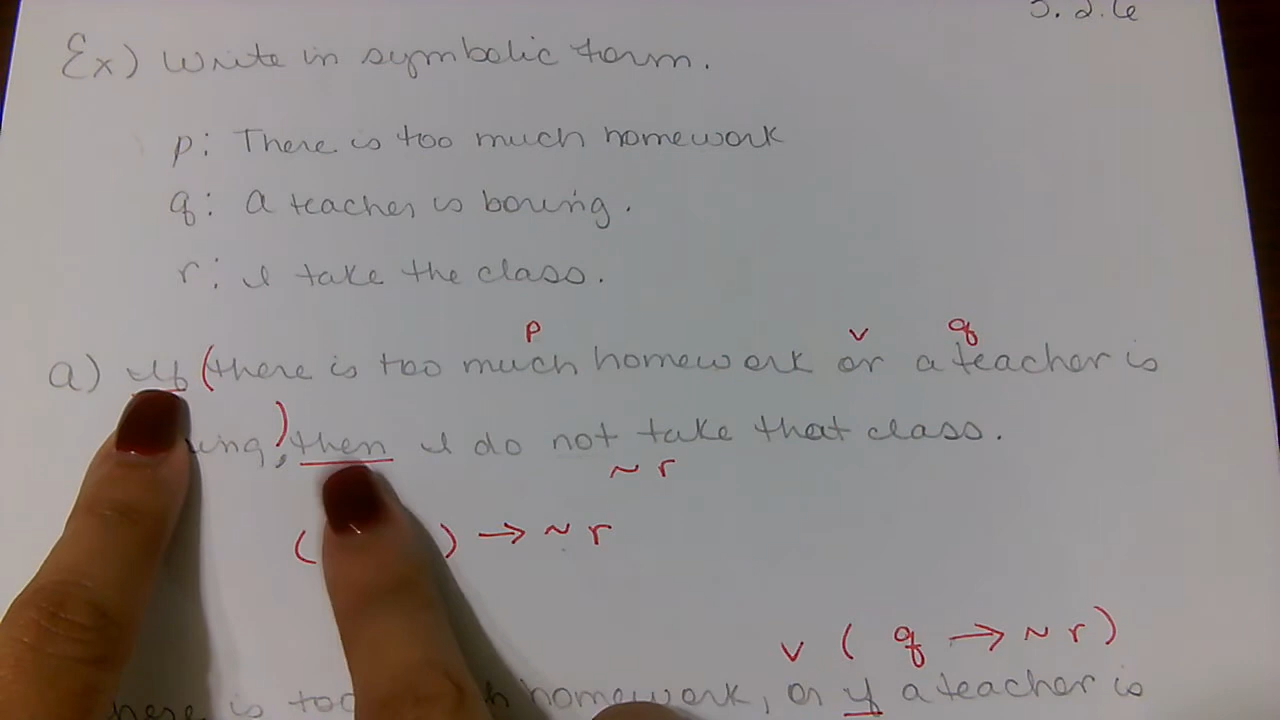 3.2.6
Ex) Write in symbolic form.
p: There is too much homework
q: A teacher is boring.
r: I take the class.
p v q
a) If (there is too much homework or a teacher is
), then I do not take that class.
~ r
( ) → ~ r
v ( q → ~ r )
is homework, or if a teacher is